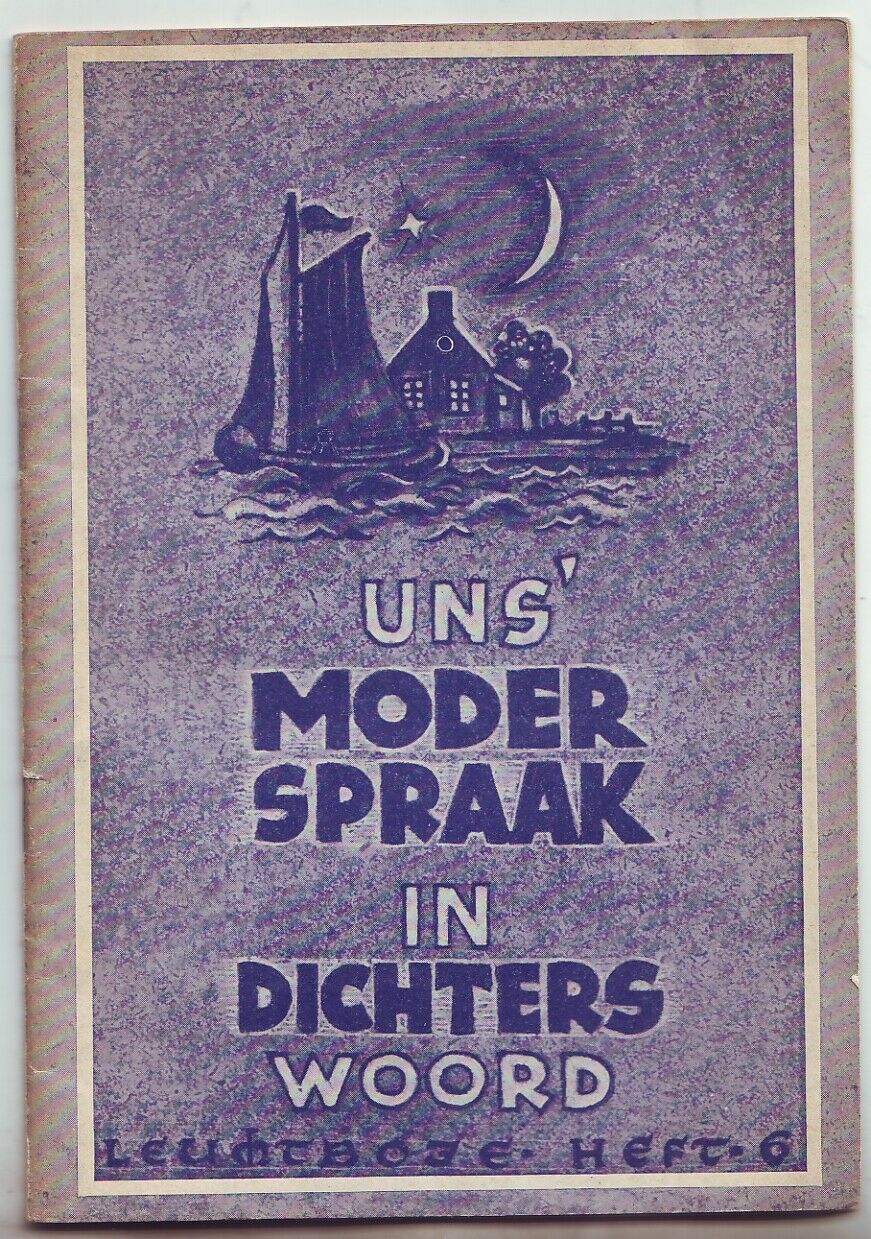 UNS'
MODER
SPRAAK
IN
DICHTERS
WOORD
LEUCHTBOJE · HEFT · 6